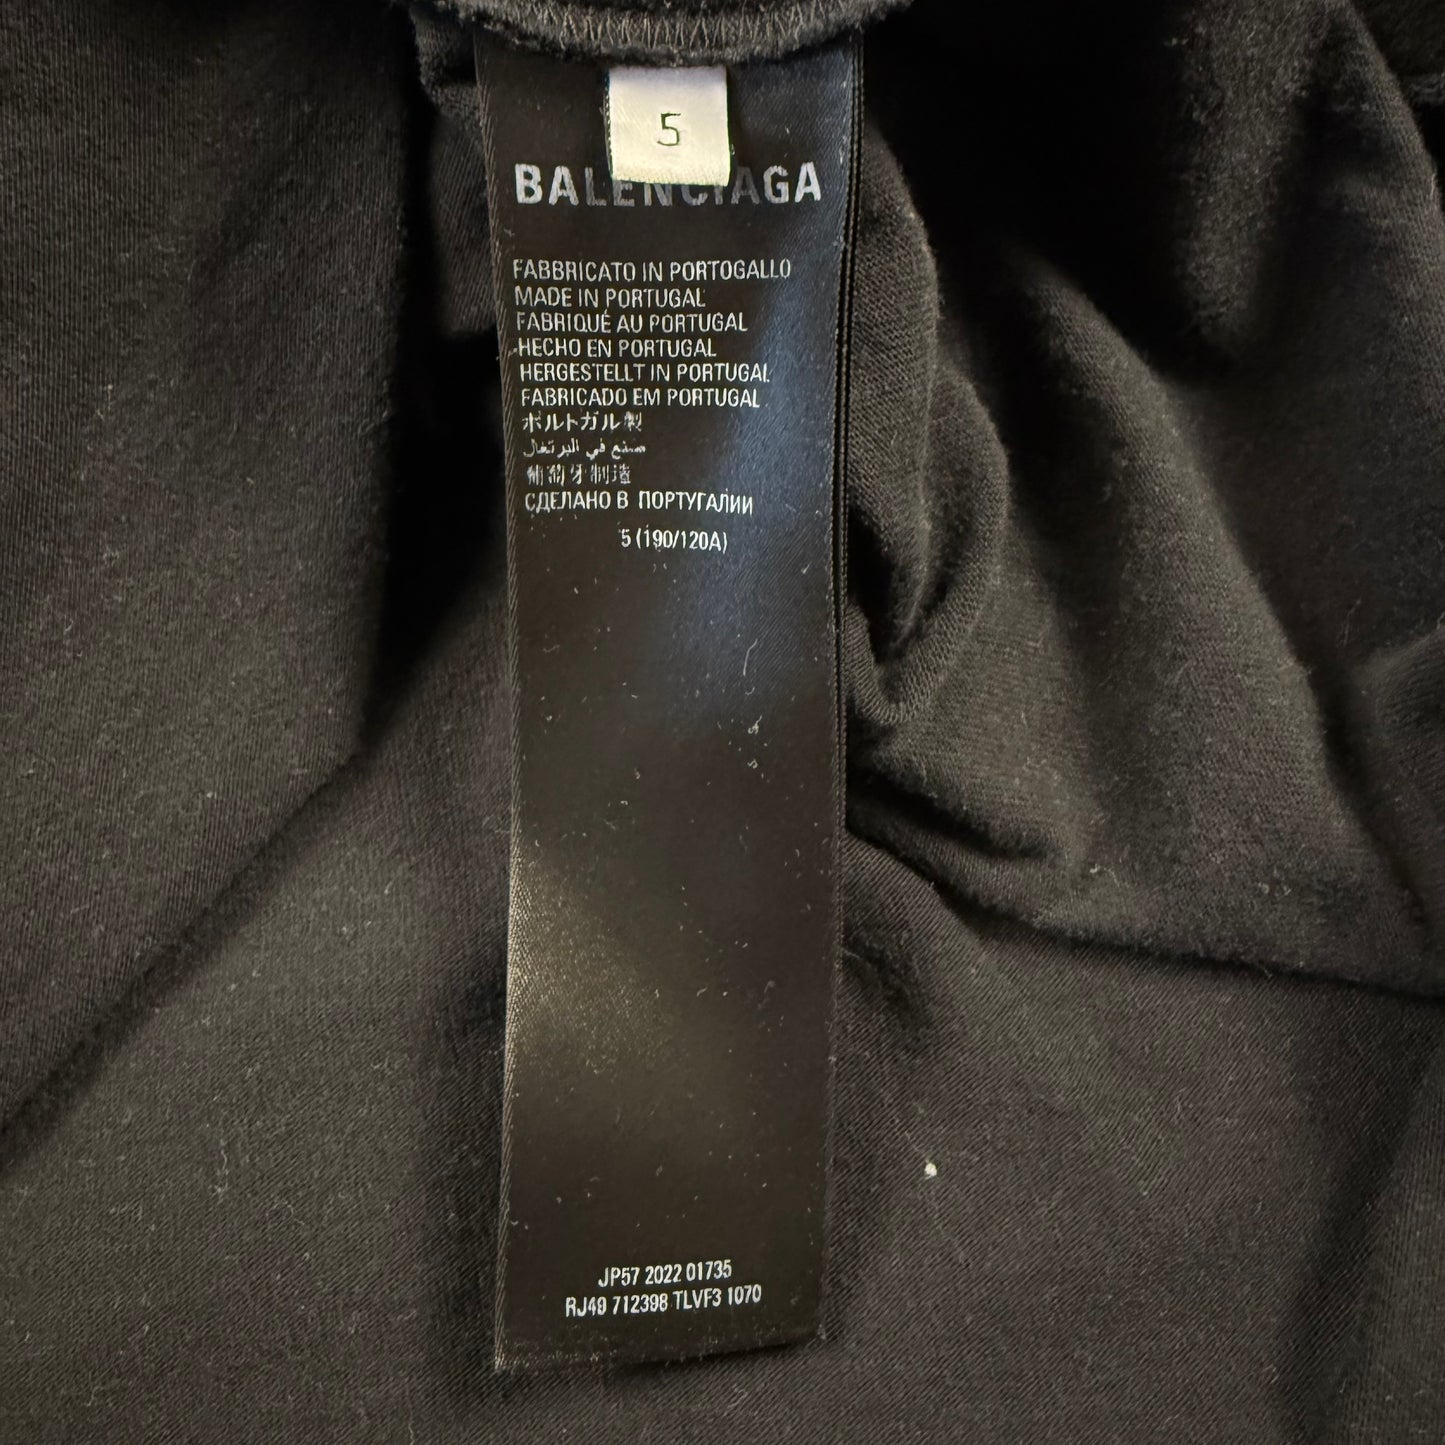 5
BALENCIAGA
FABBRICATO IN PORTOGALLO
MADE IN PORTUGAL
FABRIQUÉ AU PORTUGAL
HECHO EN PORTUGAL
HERGESTELLT IN PORTUGAL
FABRICADO EM PORTUGAL
ポルトガル製
صنع في البرتغال
葡萄牙制造
СДЕЛАНО В ПОРТУГАЛИИ
5 (190/120A)
JP57 2022 01735
RJ49 712398 TLVF3 1070